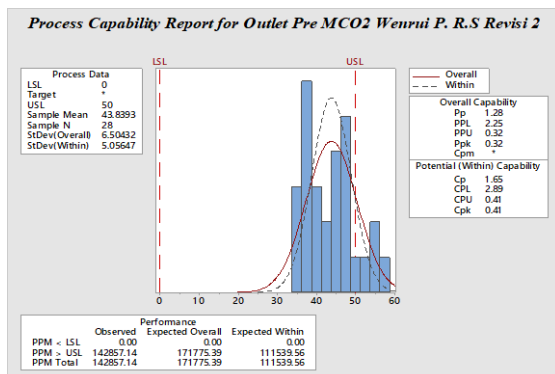 Process Capability Report for Outlet Pre MCO2 Wenrui P. R.S Revisi 2
LSL USL
Process Data
LSL 0
Target *
USL 50
Sample Mean 43.8393
Sample N 28
StDev(Overall) 6.50432
StDev(Within) 5.05647
Overall
Within
Overall Capability
Pp 1.28
PPL 2.25
PPU 0.32
Ppk 0.32
Cpm *
Potential (Within) Capability
Cp 1.65
CPL 2.89
CPU 0.41
Cpk 0.41
0 10 20 30 40 50 60
Performance
Observed Expected Overall Expected Within
PPM < LSL 0.00 0.00 0.00
PPM > USL 142857.14 171775.39 111539.56
PPM Total 142857.14 171775.39 111539.56